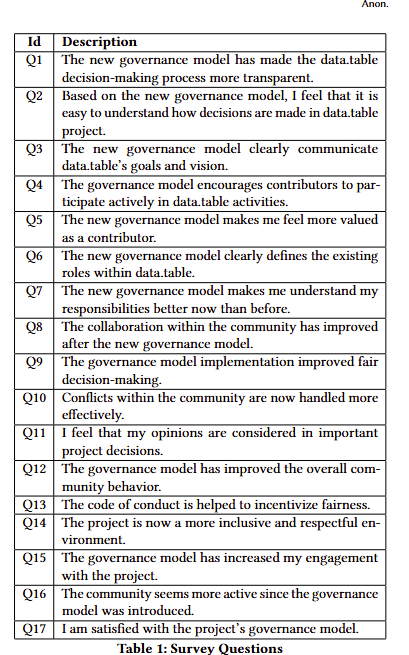 Anon.
Id Description
Q1 The new governance model has made the data.table
decision-making process more transparent.
Q2 Based on the new governance model, I feel that it is
easy to understand how decisions are made in data.table
project.
Q3 The new governance model clearly communicate
data.table's goals and vision.
Q4 The governance model encourages contributors to par-
ticipate actively in data.table activities.
Q5 The new governance model makes me feel more valued
as a contributor.
Q6 The new governance model clearly defines the existing
roles within data.table.
Q7 The new governance model makes me understand my
responsibilities better now than before.
Q8 The collaboration within the community has improved
after the new governance model.
Q9 The governance model implementation improved fair
decision-making.
Q10 Conflicts within the community are now handled more
effectively.
Q11 I feel that my opinions are considered in important
project decisions.
Q12 The governance model has improved the overall com-
munity behavior.
Q13 The code of conduct is helped to incentivize fairness.
Q14 The project is now a more inclusive and respectful en-
vironment.
Q15 The governance model has increased my engagement
with the project.
Q16 The community seems more active since the governance
model was introduced.
Q17 I am satisfied with the project's governance model.
Table 1: Survey Questions